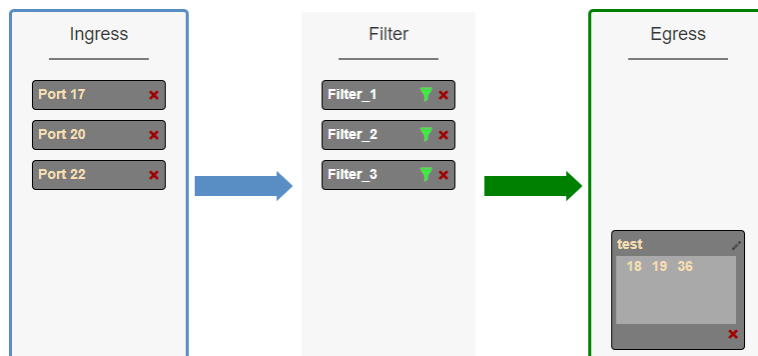 Ingress
Port 17
Port 20
Port 22
Filter
Filter_1
Filter_2
Filter_3
Egress
test
18 19 36